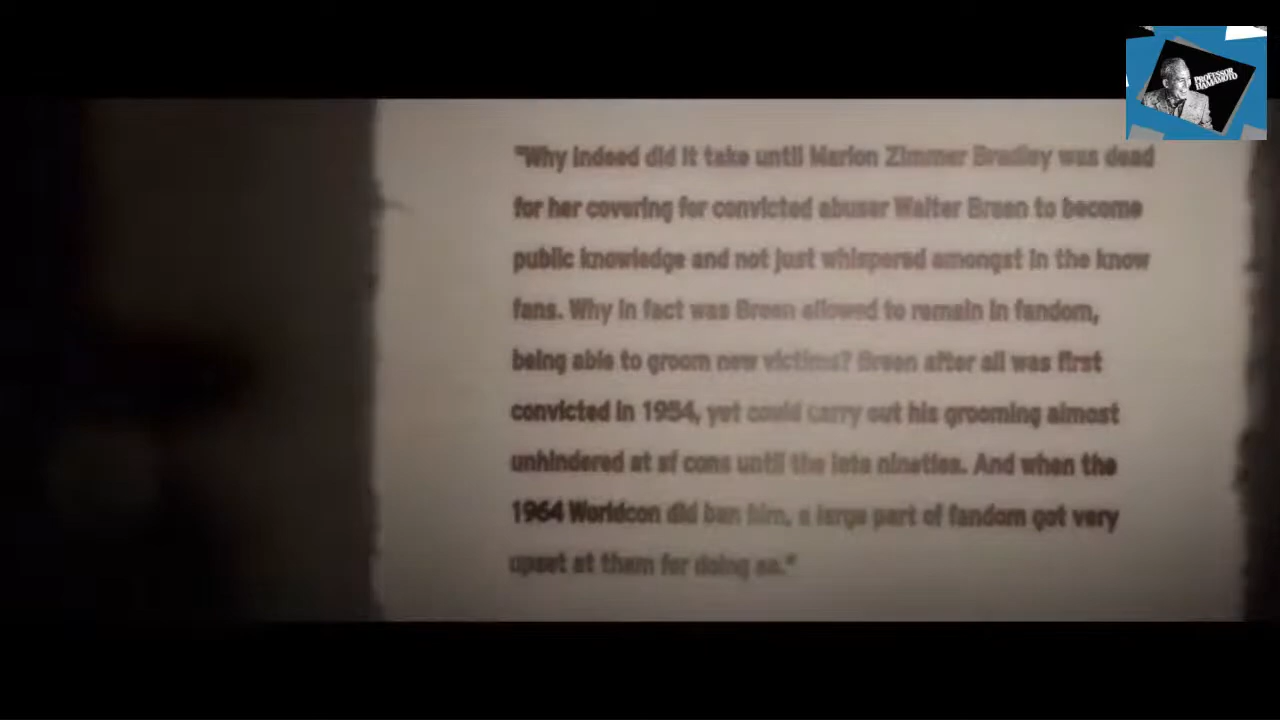 PROFESSOR
HAMAMOTO
"Why indeed did it take until Marion Zimmer Bradley was dead
for her covering for convicted abuser Walter Breen to become
public knowledge and not just whispered amongst in the know
fans. Why in fact was Breen allowed to remain in fandom,
being able to groom new victims? Breen after all was first
convicted in 1954, yet could carry out his grooming almost
unhindered at sf cons until the late nineties. And when the
1964 Worldcon did ban him, a large part of fandom got very
upset at them for doing so."